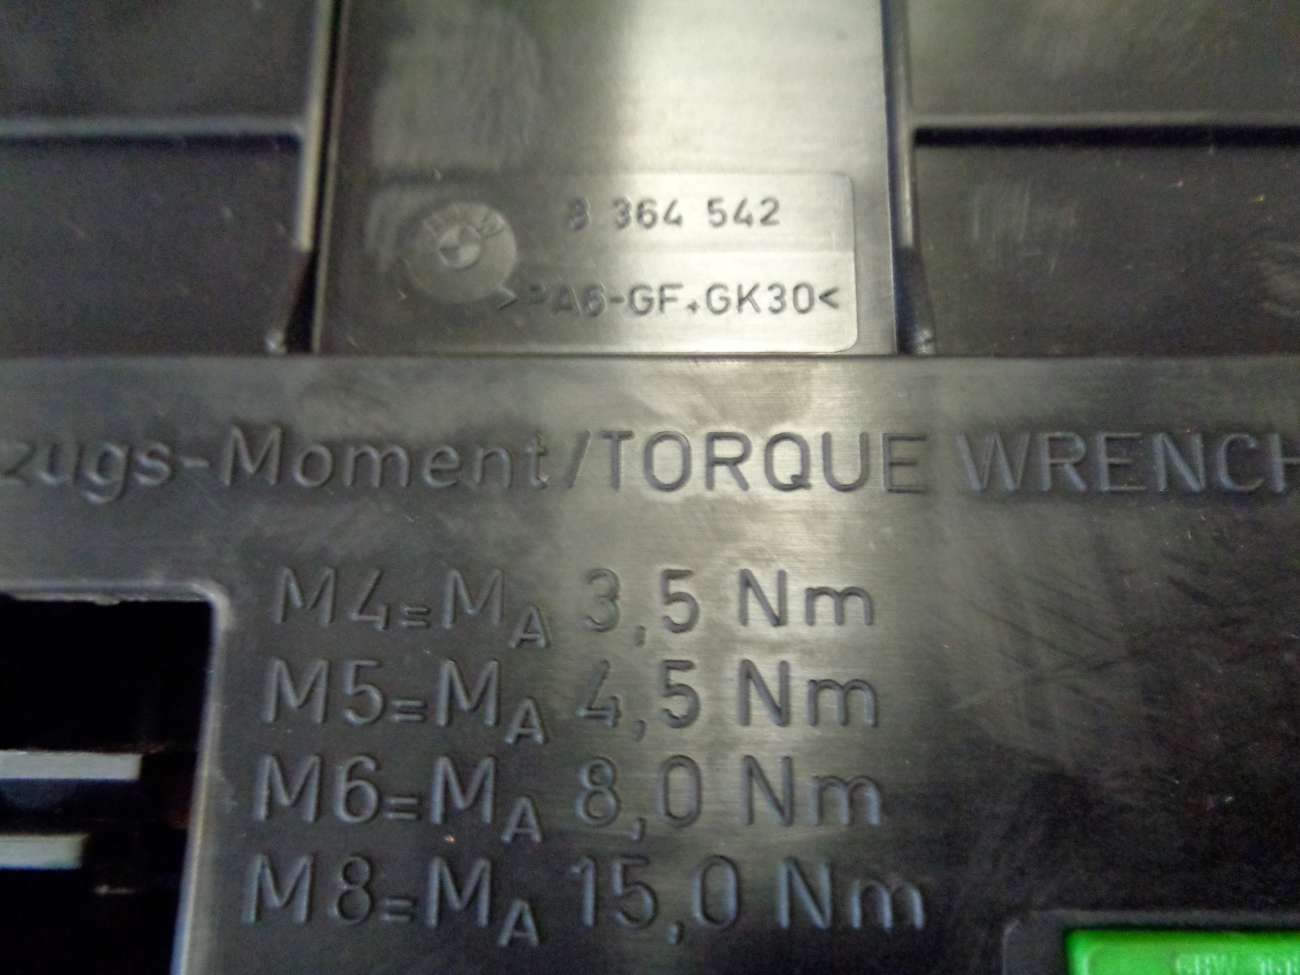 BMW
8 364 542
>PA6-GF+GK30<
zugs-Moment/TORQUE WRENCH
M4=MA 3,5 Nm
M5=MA 4,5 Nm
M6=MA 8,0 Nm
M8=MA 15,0 Nm